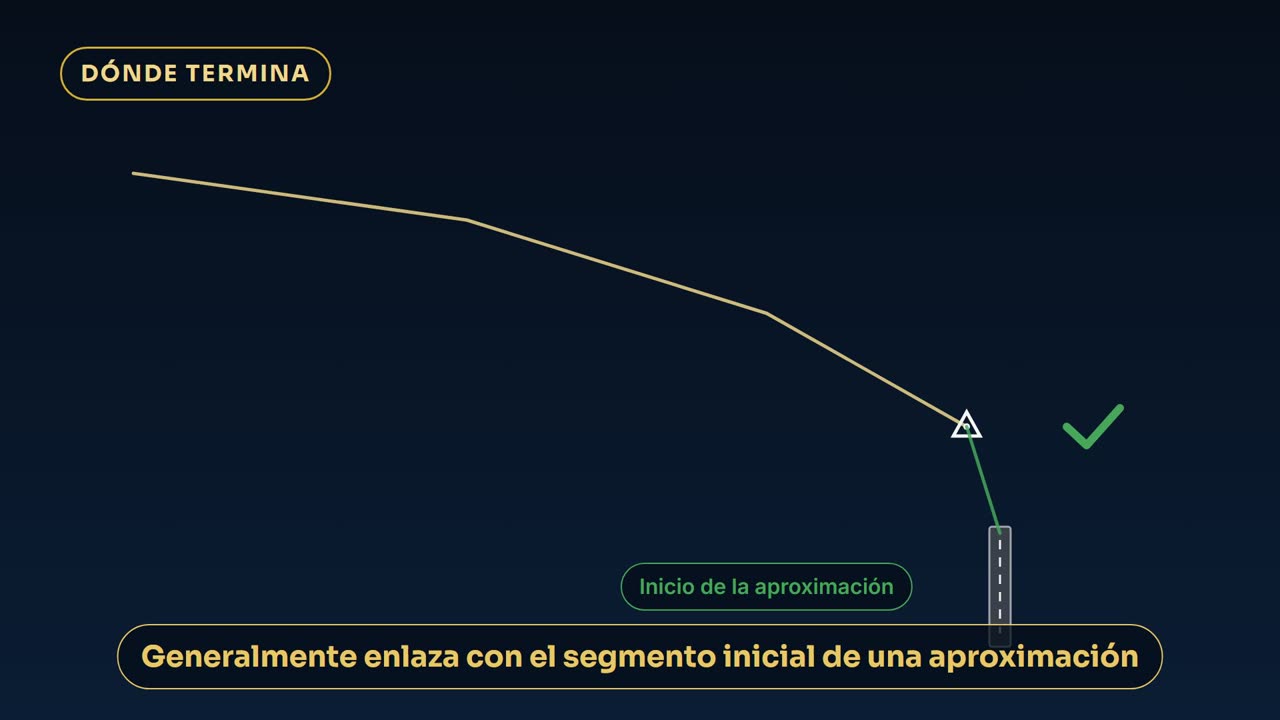 DÓNDE TERMINA
Inicio de la aproximación
Generalmente enlaza con el segmento inicial de una aproximación